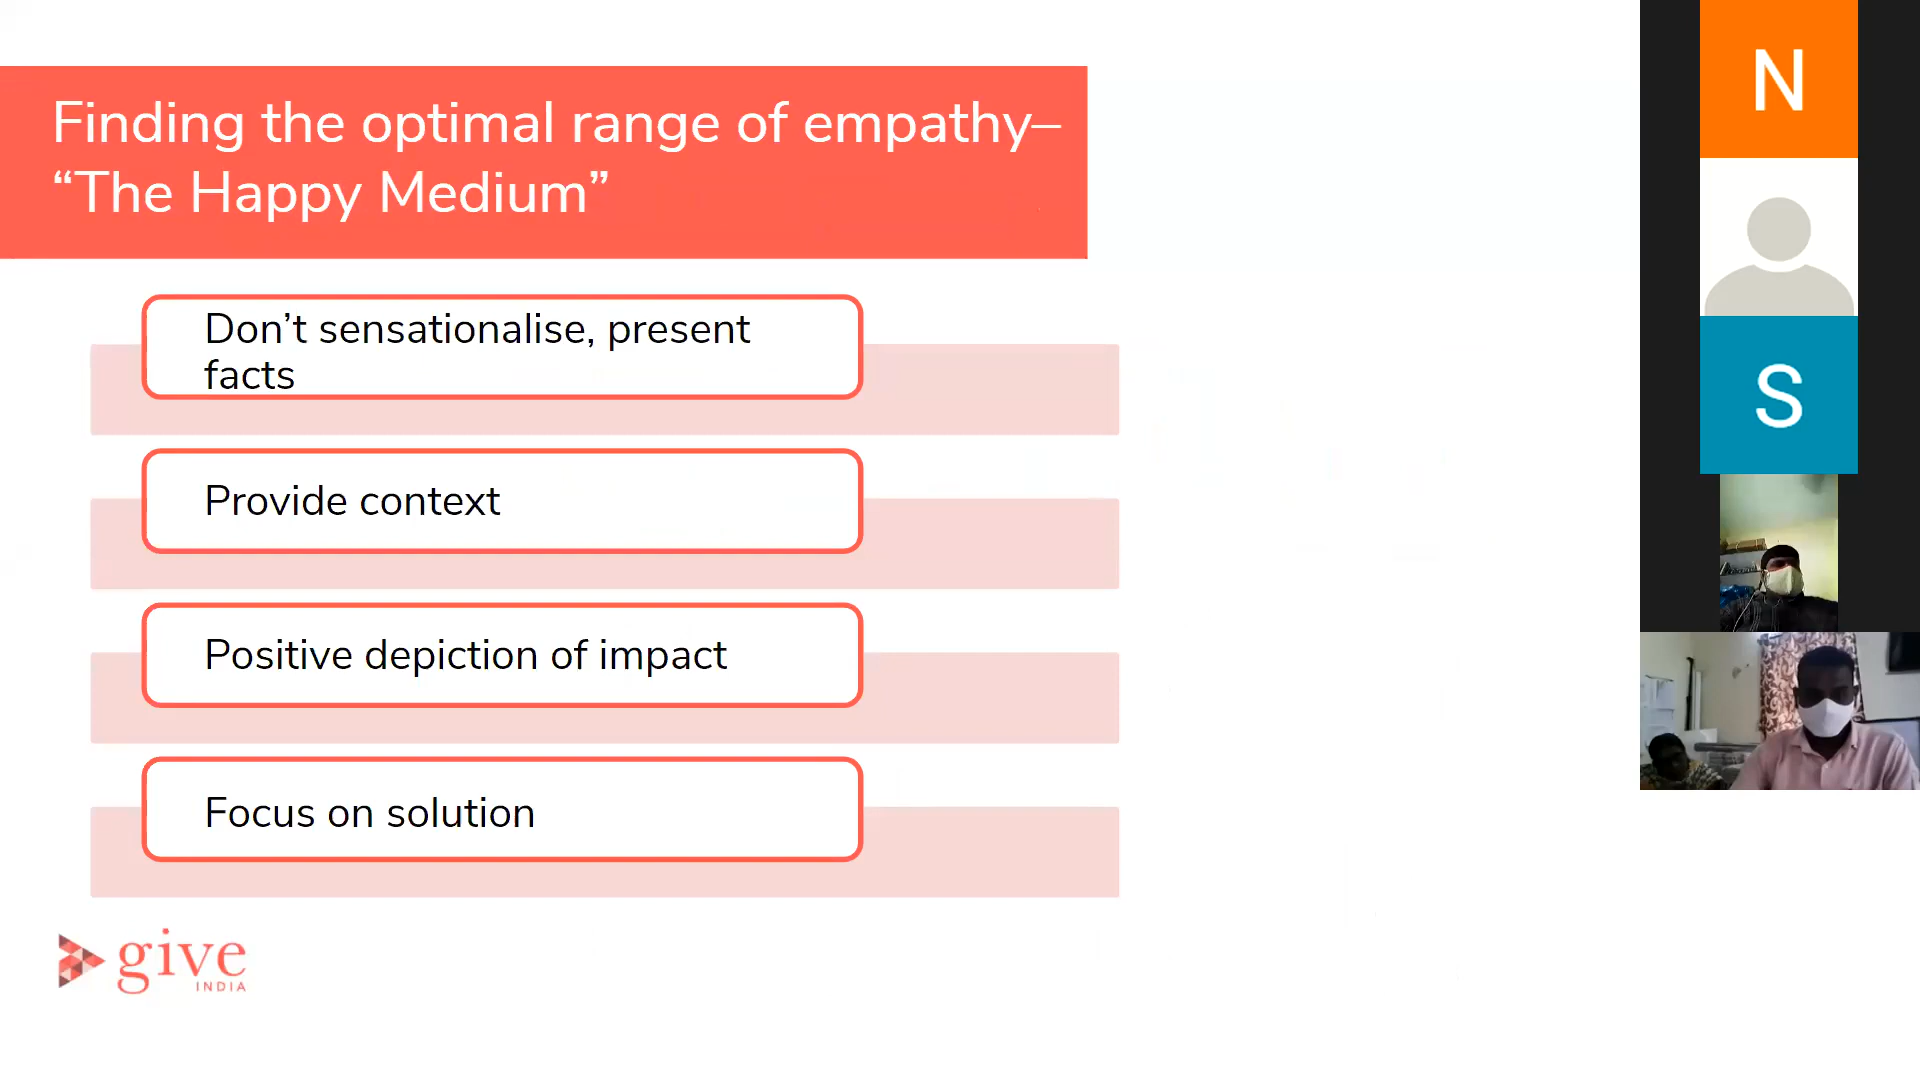 Finding the optimal range of empathy–
“The Happy Medium”
Don’t sensationalise, present
facts
Provide context
Positive depiction of impact
Focus on solution
give
INDIA
N
S